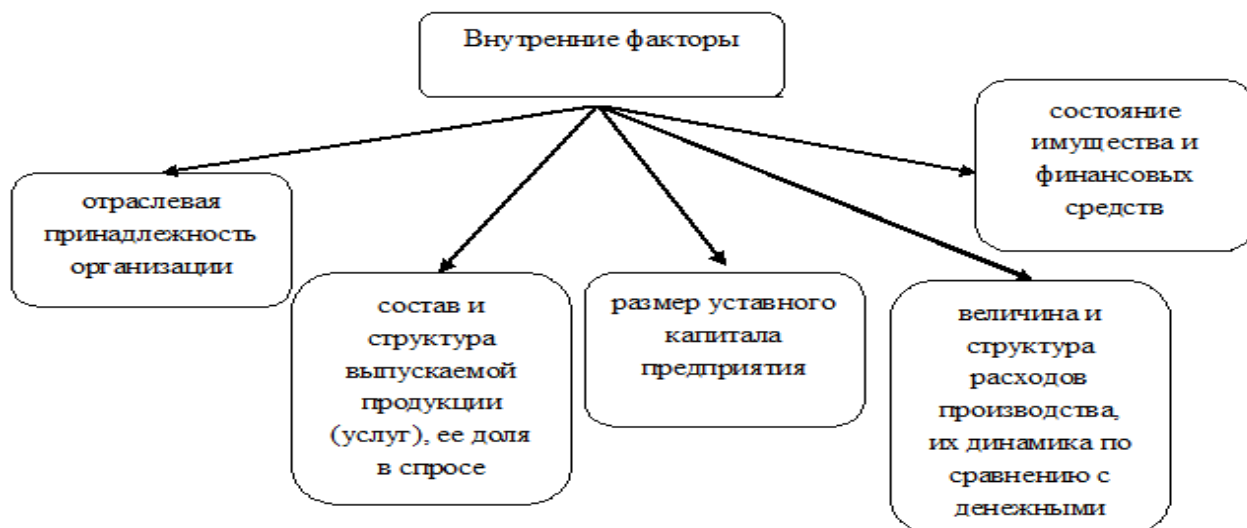 Внутренние факторы
отраслевая
принадлежность
организации
состав и
структура
выпускаемой
продукции
(услуг), ее доля
в спросе
размер уставного
капитала
предприятия
величина и
структура
расходов
производства,
их динамика по
сравнению с
денежными
состояние
имущества и
финансовых
средств